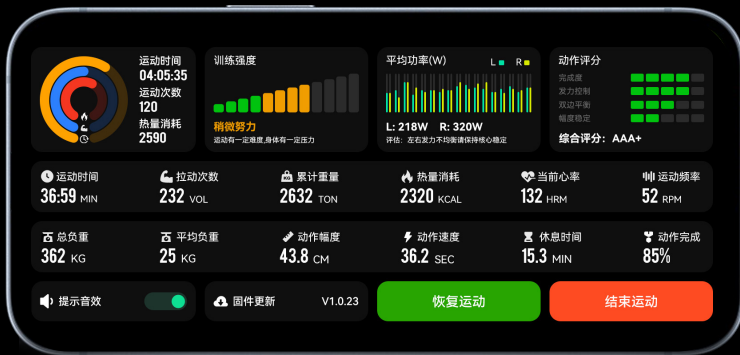 运动时间
04:05:35
运动次数
120
热量消耗
2590
训练强度
稍微努力
运动有一定难度,身体有一定压力
平均功率(W) L R
L: 218W R: 320W
评估: 左右发力不均衡请保持核心稳定
动作评分
完成度
发力控制
双边平衡
幅度稳定
综合评分: AAA+
运动时间 拉动次数 累计重量 热量消耗 当前心率 运动频率
36:59 MIN 232 VOL 2632 TON 2320 KCAL 132 HRM 52 RPM
总负重 平均负重 动作幅度 动作速度 休息时间 动作完成
362 KG 25 KG 43.8 CM 36.2 SEC 15.3 MIN 85%
提示音效 固件更新 V1.0.23 恢复运动 结束运动